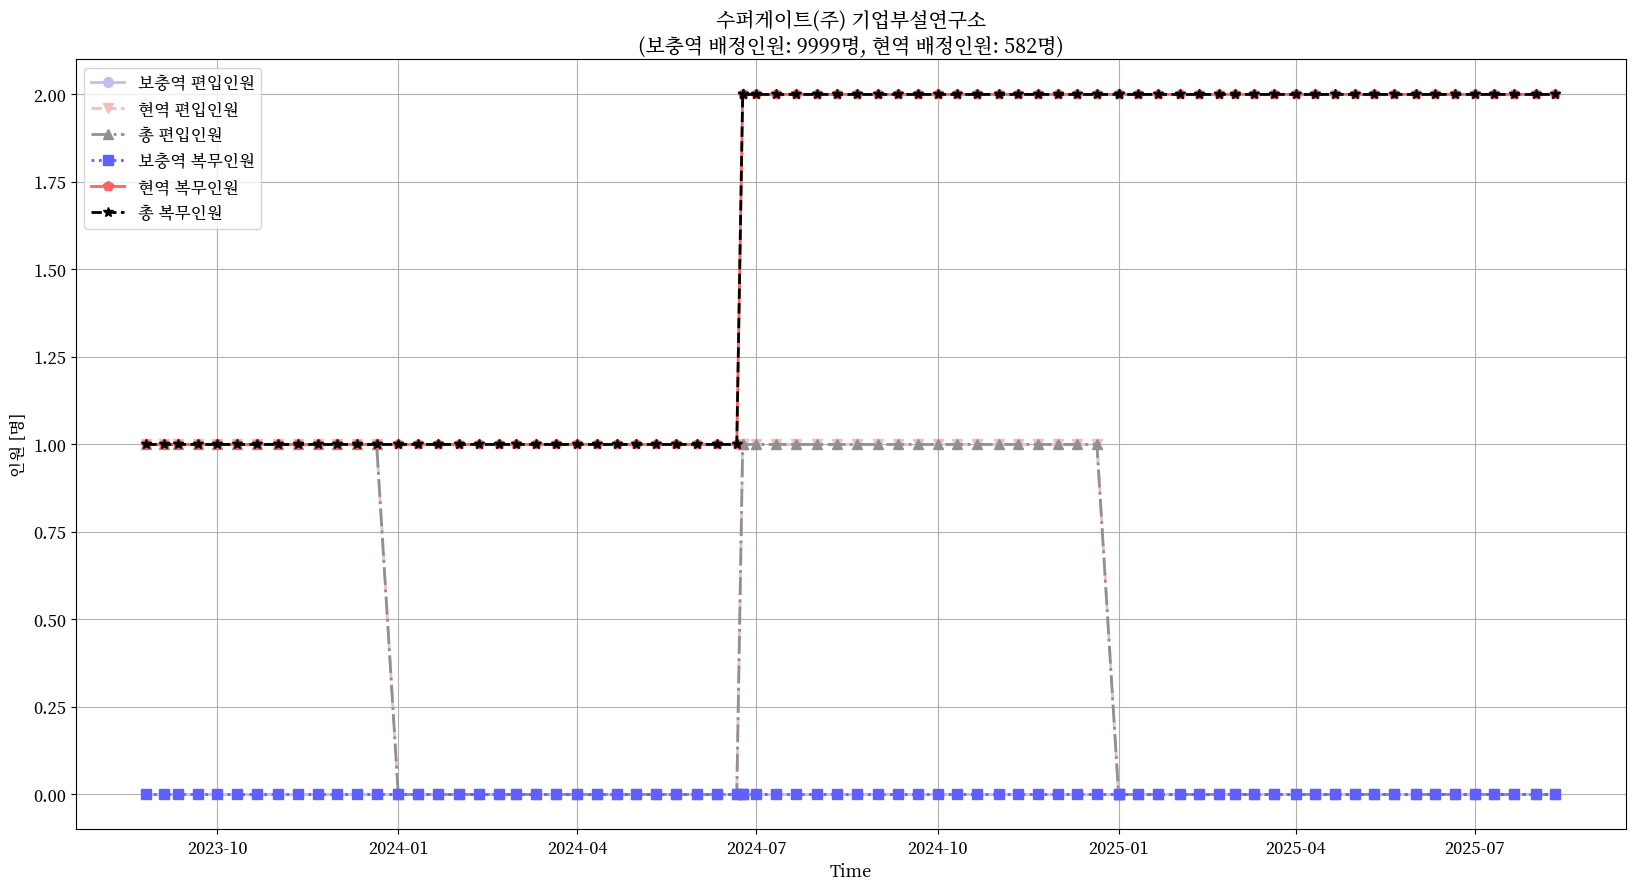 수퍼게이트(주) 기업부설연구소
(보충역 배정인원: 9999명, 현역 배정인원: 582명)
보충역 편입인원
현역 편입인원
총 편입인원
보충역 복무인원
현역 복무인원
총 복무인원
2.00
1.75
1.50
1.25
1.00
0.75
0.50
0.25
0.00
인원 [명]
2023-10 2024-01 2024-04 2024-07 2024-10 2025-01 2025-04 2025-07
Time